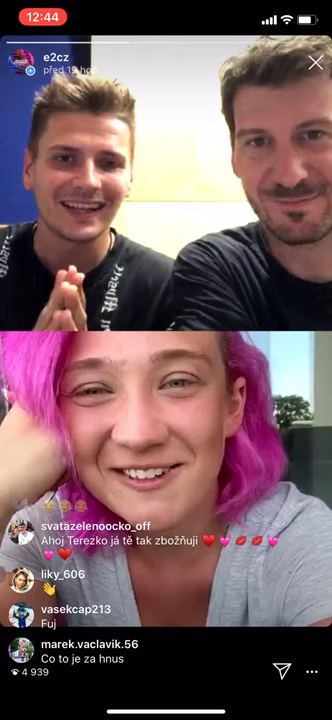 12:44
e2cz
před 19 hod.
svatazelenoocko_off
Ahoj Terezko já tě tak zbožňuji ❤️💓💋💋💓
💓❤️
liky_606
👋
vasekcap213
Fuj
marek.vaclavik.56
Co to je za hnus
4 939